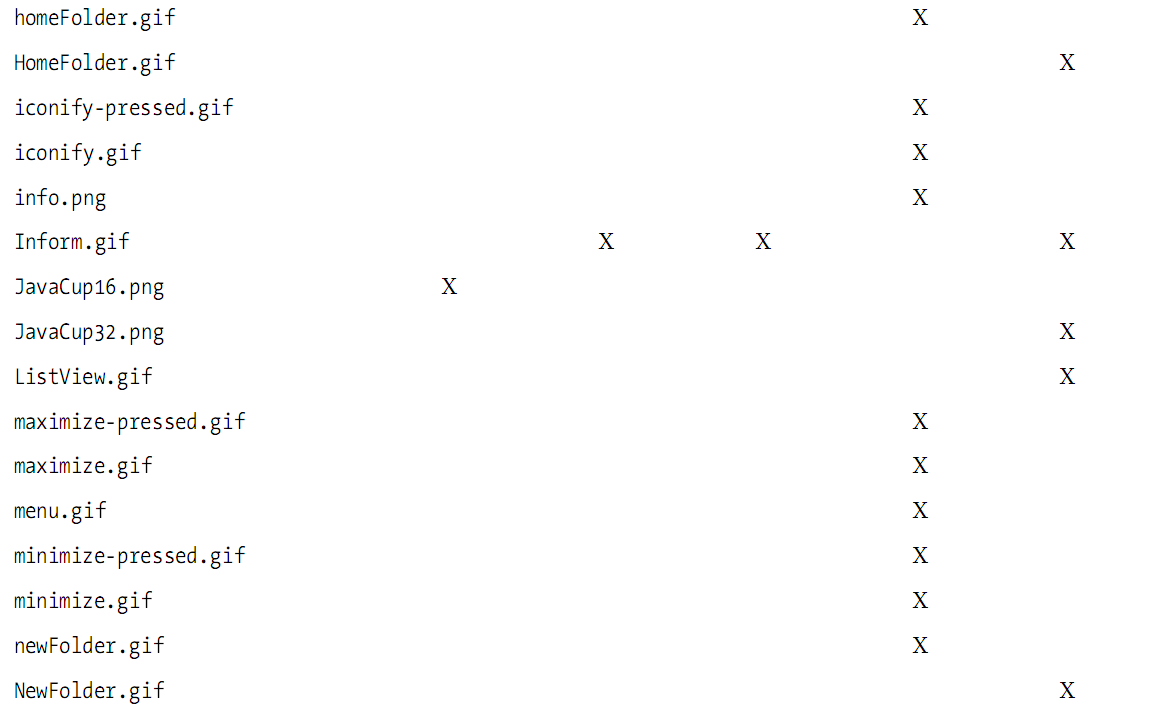 homeFolder.gif X
HomeFolder.gif X
iconify-pressed.gif X
iconify.gif X
info.png X
Inform.gif X X X
JavaCup16.png X
JavaCup32.png X
ListView.gif X
maximize-pressed.gif X
maximize.gif X
menu.gif X
minimize-pressed.gif X
minimize.gif X
newFolder.gif X
NewFolder.gif X